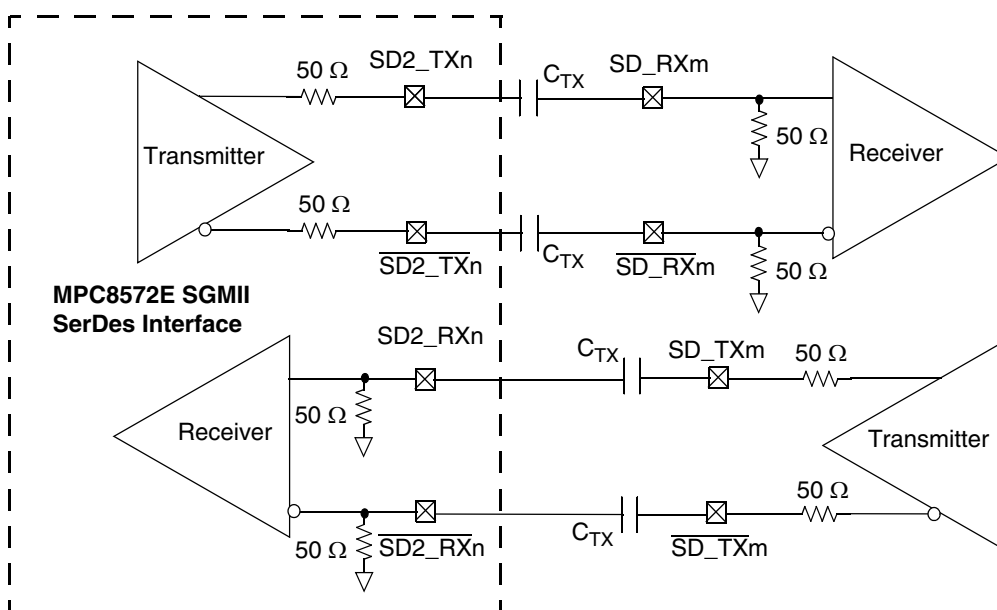 50 Ω
SD2_TXn
C_TX
SD_RXm
Transmitter
50 Ω
Receiver
50 Ω
SD2_TXn
C_TX
SD_RXm
50 Ω
MPC8572E SGMII
SerDes Interface
SD2_RXn
C_TX
SD_TXm
50 Ω
50 Ω
Receiver
Transmitter
50 Ω
50 Ω
SD2_RXn
C_TX
SD_TXm